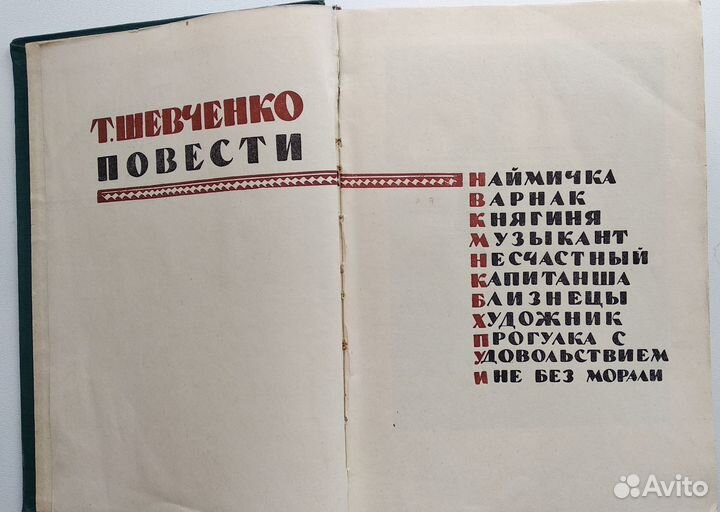 Т. ШЕВЧЕНКО
ПОВЕСТИ
НАЙМИЧКА
ВАРНАК
КНЯГИНЯ
МУЗЫКАНТ
НЕСЧАСТНЫЙ
КАПИТАНША
БЛИЗНЕЦЫ
ХУДОЖНИК
ПРОГУЛКА С
УДОВОЛЬСТВИЕМ
И НЕ БЕЗ МОРАЛИ
Avito